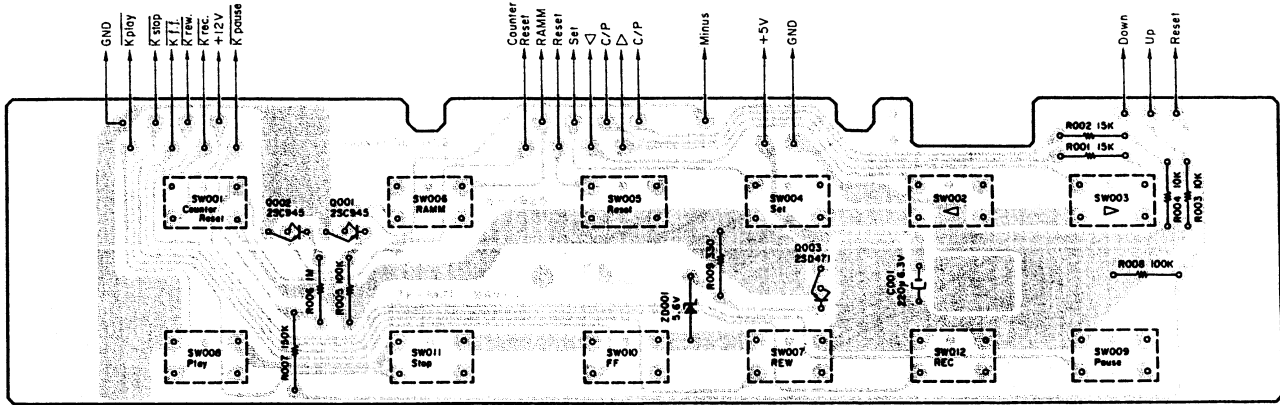 GND
K play
K stop
K f.f.
K rew.
K rec.
+12V
K pause
Counter
Reset
RAMM
Reset
Set
◁
C/P
▷
C/P
Minus
+5V
GND
Down
Up
Reset
R002 15K
R001 15K
SW001
Counter
Reset
Q002
2SC945
Q001
2SC945
SW006
RAMM
SW005
Reset
SW004
Set
SW002
◁
SW003
▷
R004 10K
R003 10K
R006 1M
R005 100K
R009 330
Q003
2SD471
C001
220μ 6.3V
R008 100K
ZD001
5.6V
R007 150K
SW008
Play
SW011
Stop
SW010
FF
SW007
REW
SW012
REC
SW009
Pause